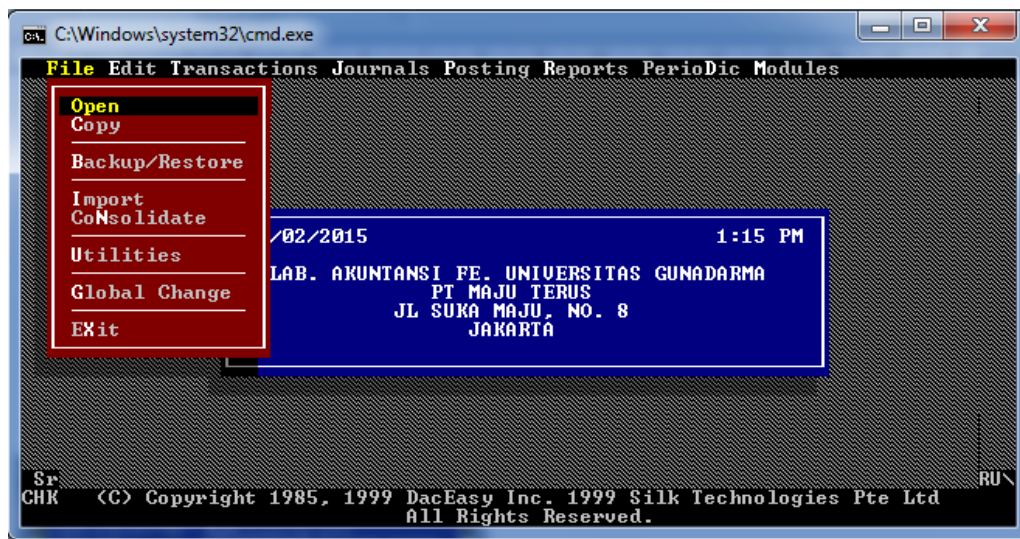 C:\Windows\system32\cmd.exe
File Edit Transactions Journals Posting Reports PerioDic Modules
Open
Copy
Backup/Restore
Import
CoNsolidate
Utilities
Global Change
EXit
/02/2015 1:15 PM
LAB. AKUNTANSI FE. UNIVERSITAS GUNADARMA
PT MAJU TERUS
JL SUKA MAJU, NO. 8
JAKARTA
Sr RU\
CHK (C) Copyright 1985, 1999 DacEasy Inc. 1999 Silk Technologies Pte Ltd
All Rights Reserved.